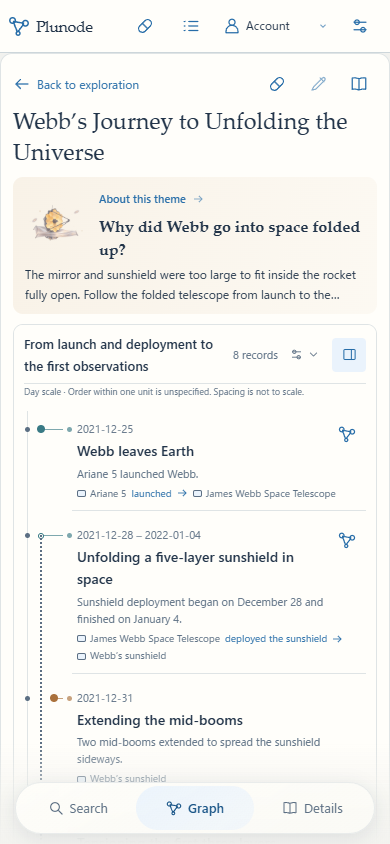 Plunode
Account
Back to exploration
Webb's Journey to Unfolding the
Universe
About this theme →
Why did Webb go into space folded
up?
The mirror and sunshield were too large to fit inside the rocket
fully open. Follow the folded telescope from launch to the...
From launch and deployment to
the first observations
8 records
Day scale · Order within one unit is unspecified. Spacing is not to scale.
2021-12-25
Webb leaves Earth
Ariane 5 launched Webb.
Ariane 5 launched → James Webb Space Telescope
2021-12-28 – 2022-01-04
Unfolding a five-layer sunshield in
space
Sunshield deployment began on December 28 and
finished on January 4.
James Webb Space Telescope deployed the sunshield →
Webb's sunshield
2021-12-31
Extending the mid-booms
Two mid-booms extended to spread the sunshield
sideways.
Webb's sunshield
Search
Graph
Details